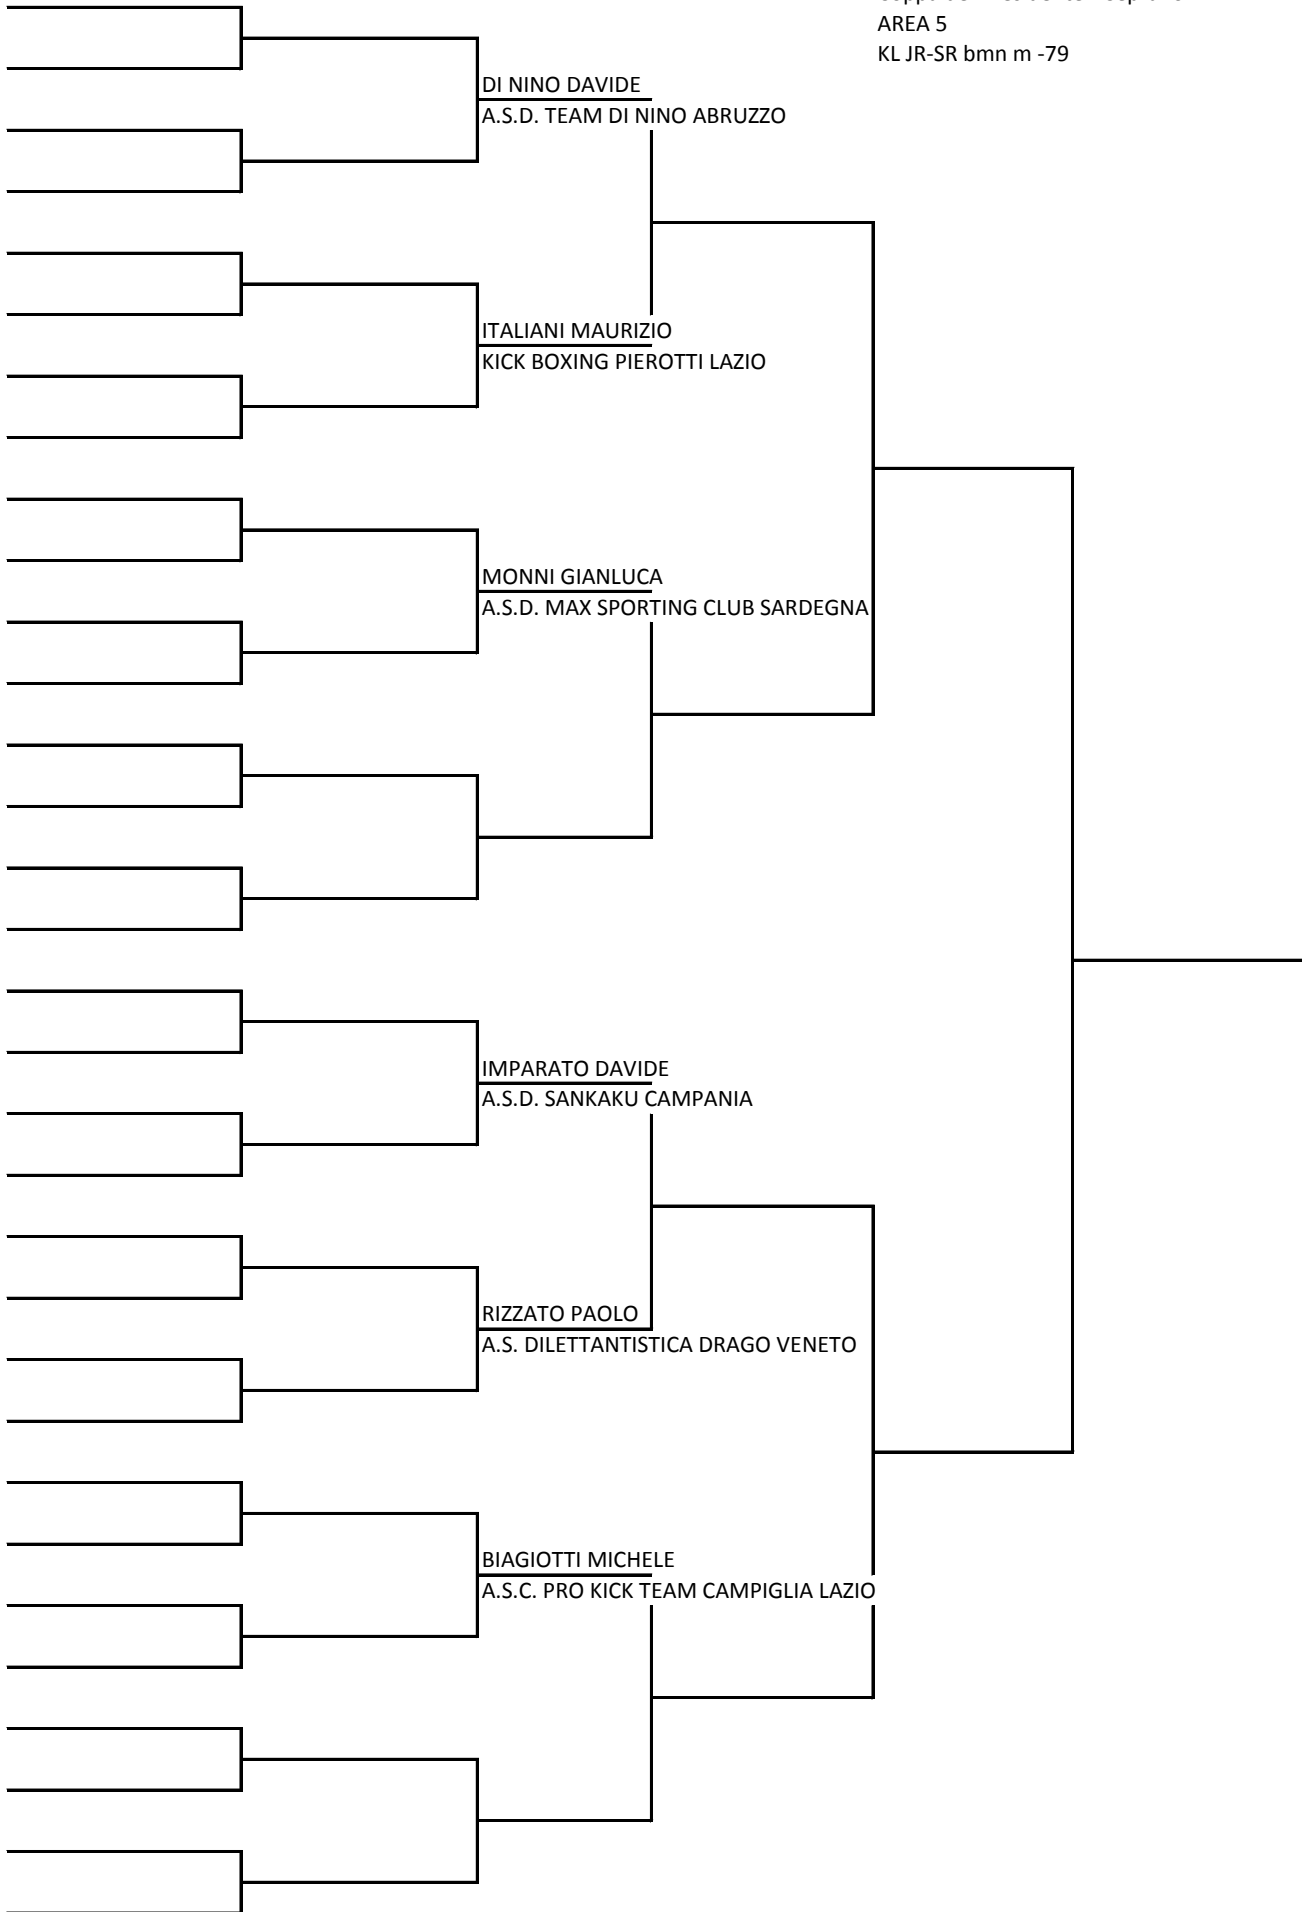 AREA 5
KL JR-SR bmn m -79
DI NINO DAVIDE
A.S.D. TEAM DI NINO ABRUZZO
ITALIANI MAURIZIO
KICK BOXING PIEROTTI LAZIO
MONNI GIANLUCA
A.S.D. MAX SPORTING CLUB SARDEGNA
IMPARATO DAVIDE
A.S.D. SANKAKU CAMPANIA
RIZZATO PAOLO
A.S. DILETTANTISTICA DRAGO VENETO
BIAGIOTTI MICHELE
A.S.C. PRO KICK TEAM CAMPIGLIA LAZIO